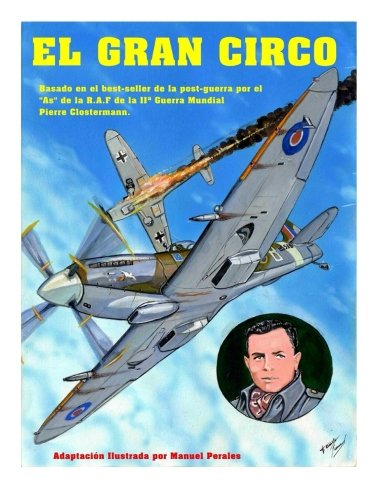 EL GRAN CIRCO
Basado en el best-seller de la post-guerra por el
"As" de la R.A.F de la IIª Guerra Mundial
Pierre Clostermann.
Adaptación Ilustrada por Manuel Perales